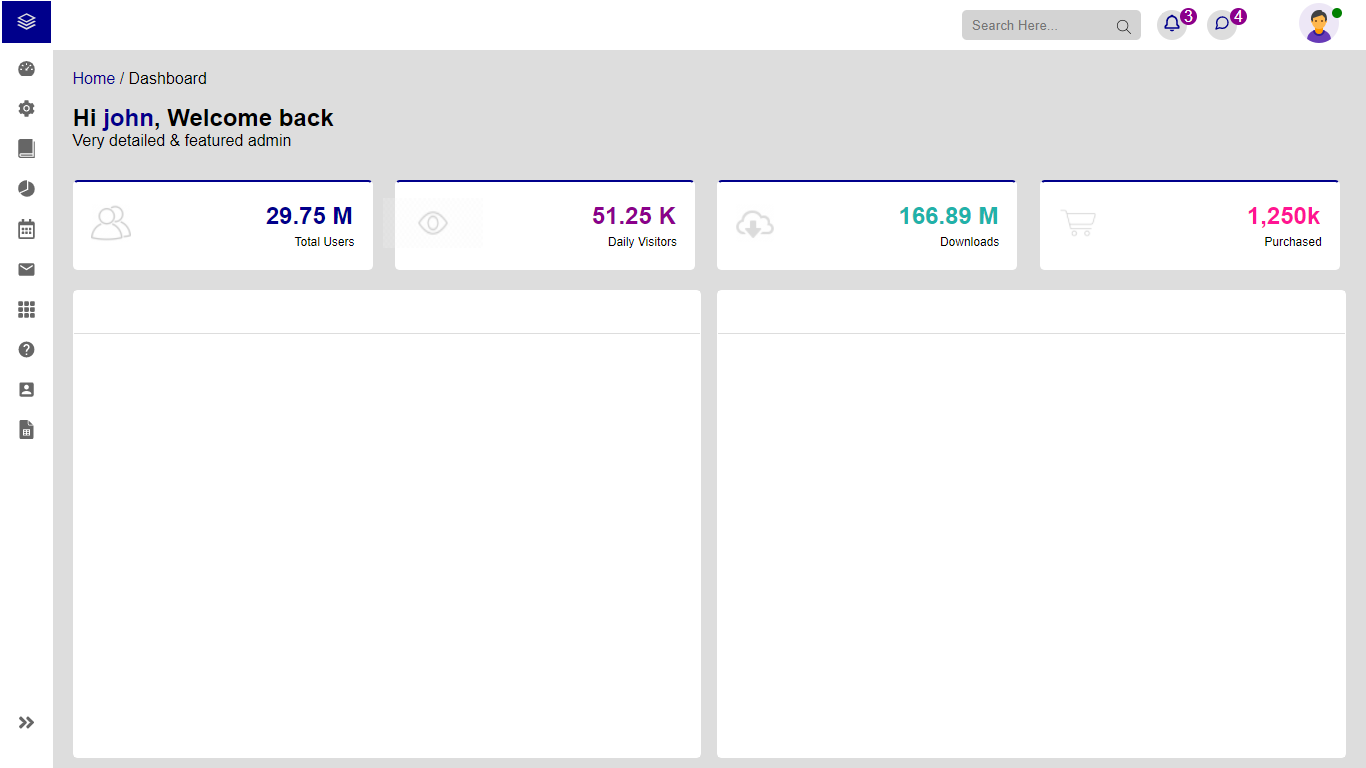 Search Here...
3
4
Home / Dashboard
Hi john, Welcome back
Very detailed & featured admin
29.75 M
Total Users
51.25 K
Daily Visitors
166.89 M
Downloads
1,250k
Purchased